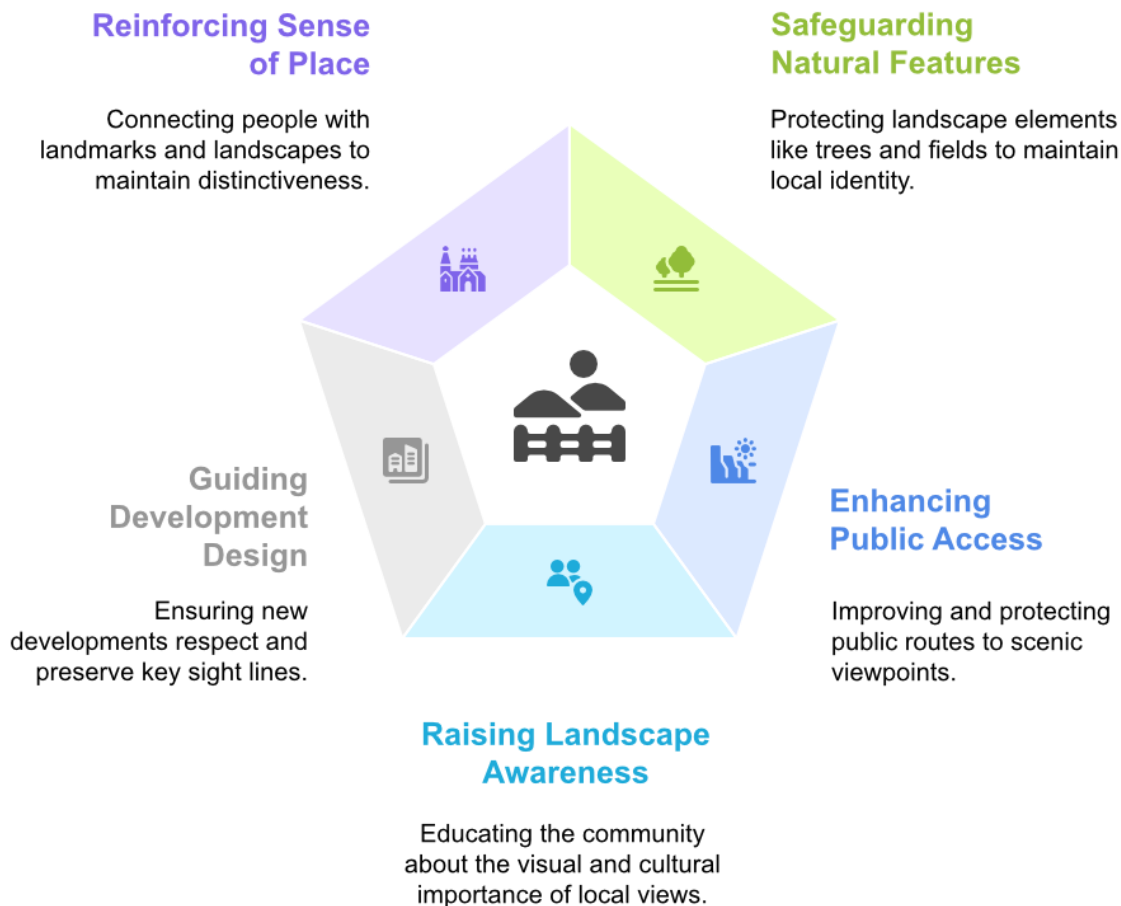 Reinforcing Sense
of Place
Connecting people with
landmarks and landscapes to
maintain distinctiveness.
Safeguarding
Natural Features
Protecting landscape elements
like trees and fields to maintain
local identity.
Guiding
Development
Design
Ensuring new
developments respect and
preserve key sight lines.
Enhancing
Public Access
Improving and protecting
public routes to scenic
viewpoints.
Raising Landscape
Awareness
Educating the community
about the visual and cultural
importance of local views.